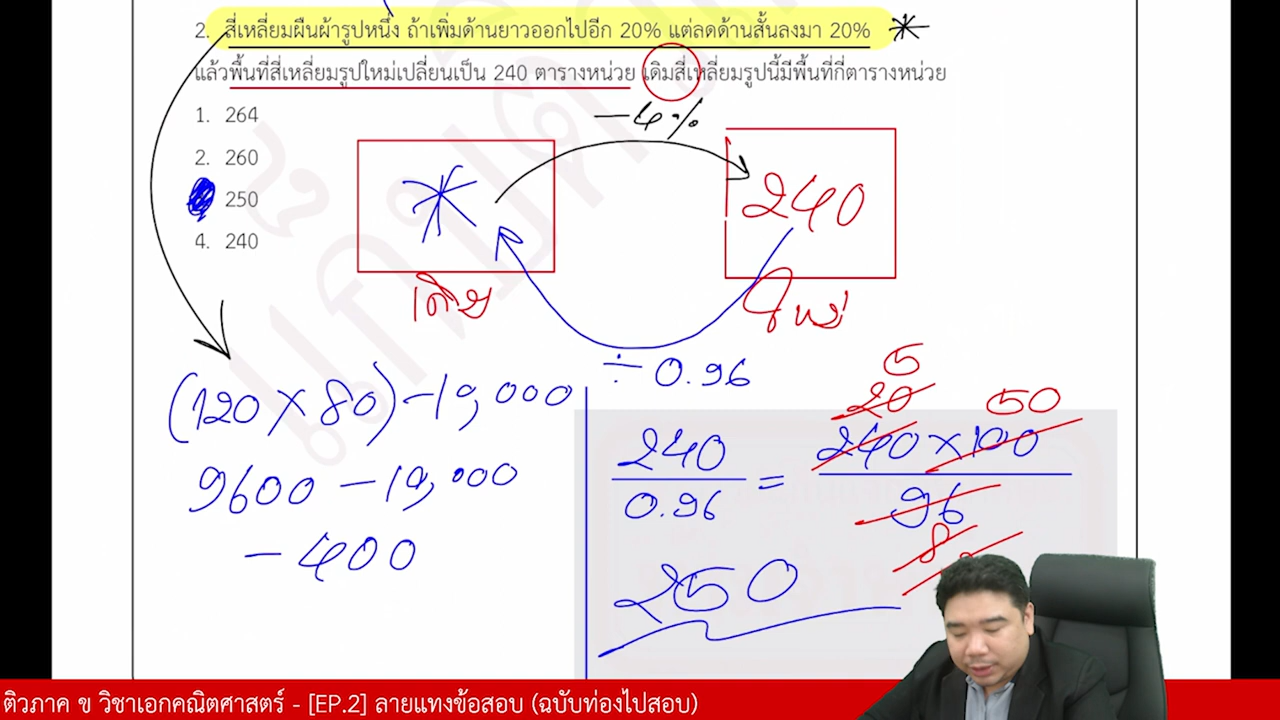 2. สี่เหลี่ยมผืนผ้ารูปหนึ่ง ถ้าเพิ่มด้านยาวออกไปอีก 20% แต่ลดด้านสั้นลงมา 20%
แล้วพื้นที่สี่เหลี่ยมรูปใหม่เปลี่ยนเป็น 240 ตารางหน่วย เดิมสี่เหลี่ยมรูปนี้มีพื้นที่กี่ตารางหน่วย
1. 264
2. 260
250
4. 240
-4%
240
เดิม
ใหม่
÷ 0.96
(120 × 80) - 10,000
9600 - 10,000
- 400
5
20
50
240 = 240 × 100
0.96
96
8
250
ติวภาค ข วิชาเอกคณิตศาสตร์ - [EP.2] ลายแทงข้อสอบ (ฉบับท่องไปสอบ)